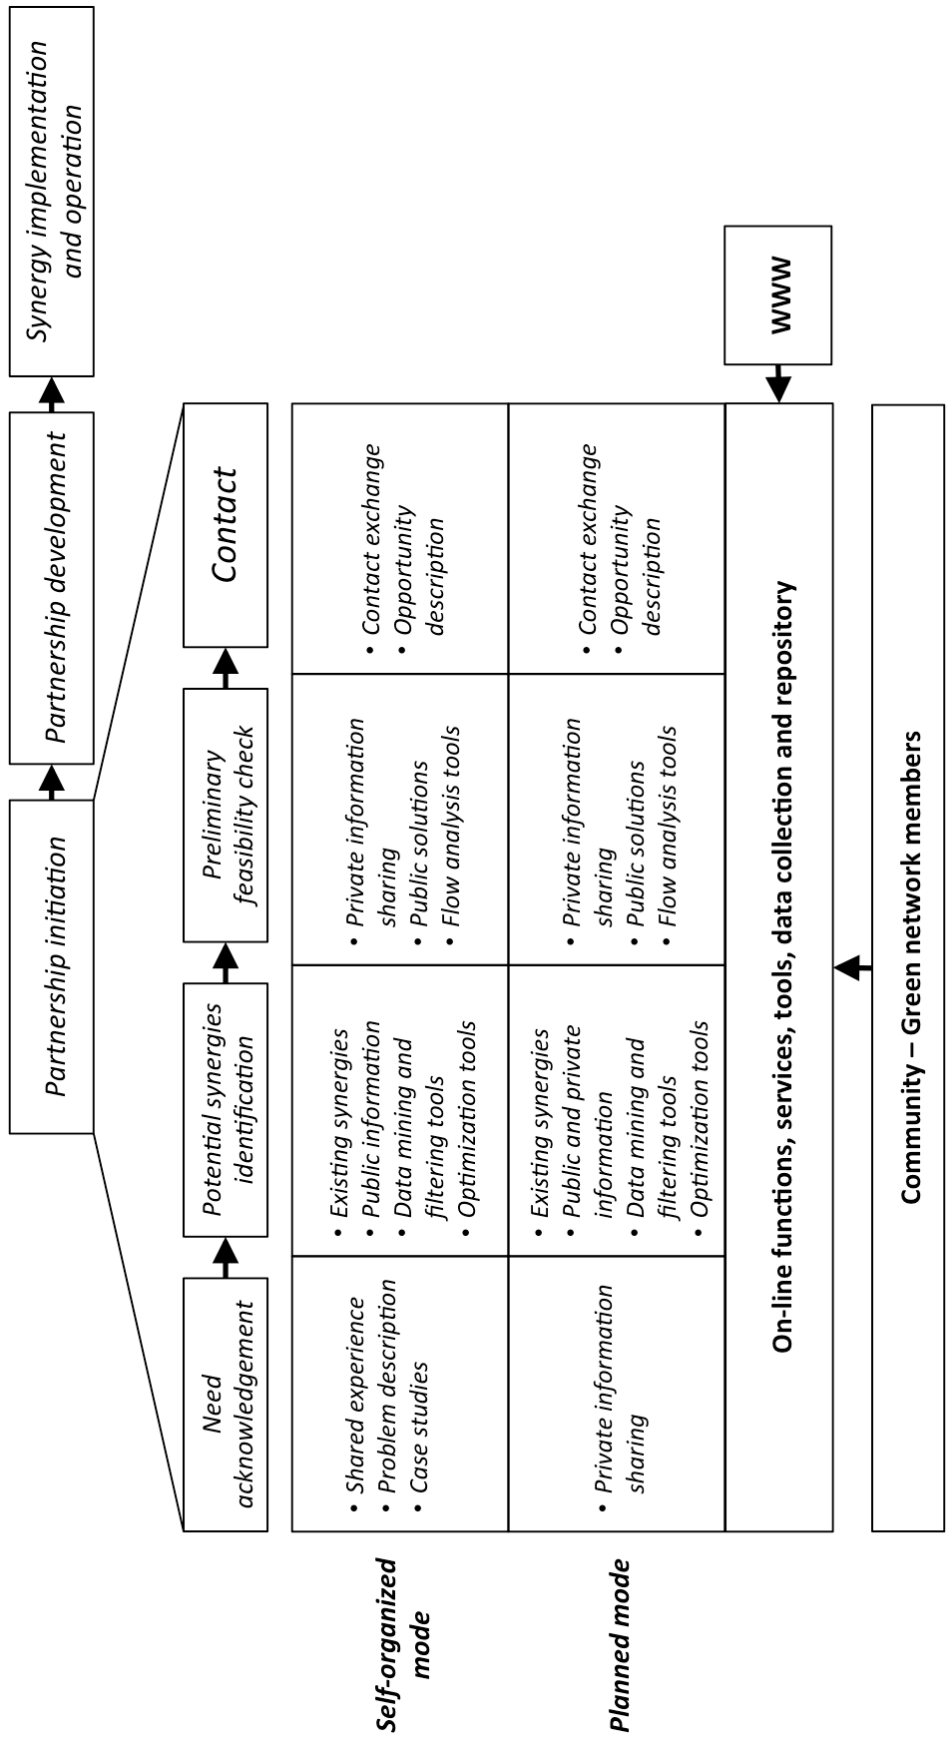 Partnership initiation
Partnership development
Synergy implementation
and operation
Need
acknowledgement
Potential synergies
identification
Preliminary
feasibility check
Contact
Self-organized
mode
• Shared experience
• Problem description
• Case studies
• Existing synergies
• Public information
• Data mining and
filtering tools
• Optimization tools
• Private information
sharing
• Public solutions
• Flow analysis tools
• Contact exchange
• Opportunity
description
Planned mode
• Private information
sharing
• Existing synergies
• Public and private
information
• Data mining and
filtering tools
• Optimization tools
• Private information
sharing
• Public solutions
• Flow analysis tools
• Contact exchange
• Opportunity
description
On-line functions, services, tools, data collection and repository
WWW
Community – Green network members